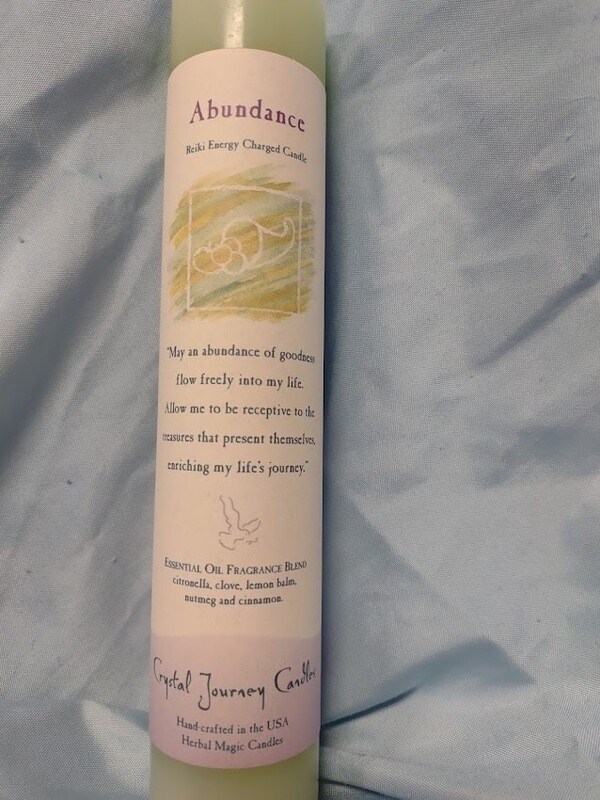 Abundance
Reiki Energy Charged Candle
"May an abundance of goodness
flow freely into my life.
Allow me to be receptive to the
treasures that present themselves,
enriching my life's journey."
ESSENTIAL OIL FRAGRANCE BLEND
citronella, clove, lemon balm,
nutmeg and cinnamon.
Crystal Journey Candles
Hand-crafted in the USA
Herbal Magic Candles